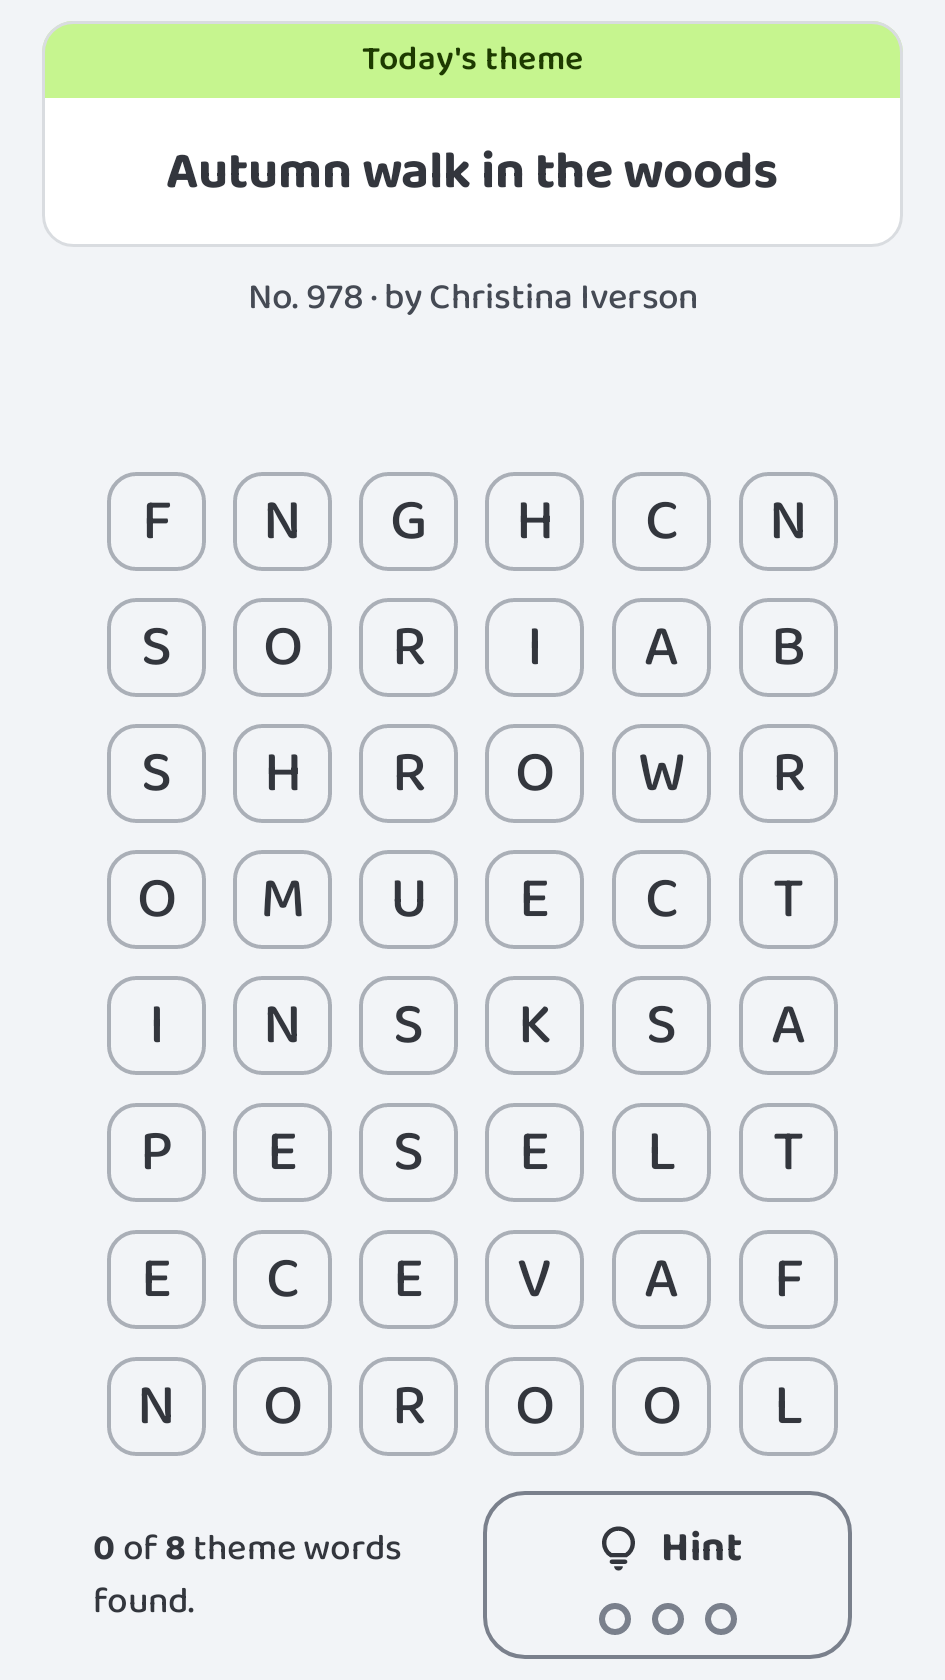 Today's theme
Autumn walk in the woods
No. 978 · by Christina Iverson
F N G H C N
S O R I A B
S H R O W R
O M U E C T
I N S K S A
P E S E L T
E C E V A F
N O R O O L
0 of 8 theme words
found.
Hint